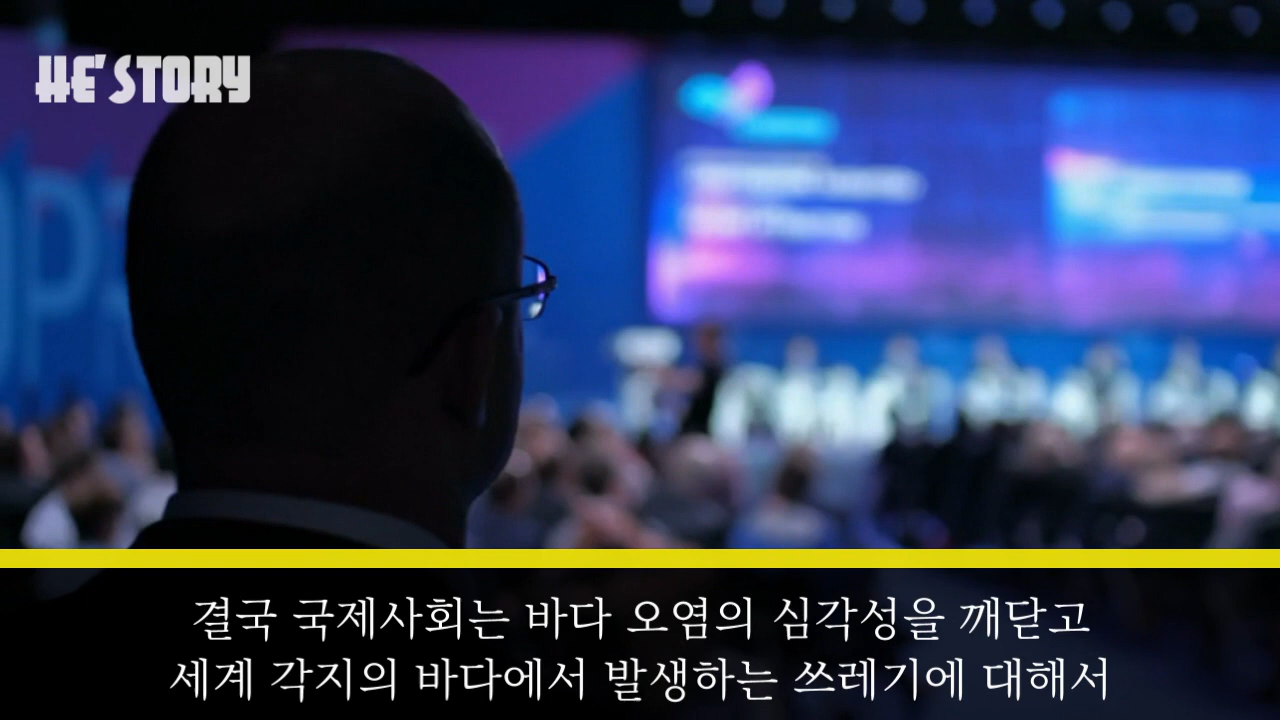 HE'STORY
결국 국제사회는 바다 오염의 심각성을 깨닫고
세계 각지의 바다에서 발생하는 쓰레기에 대해서